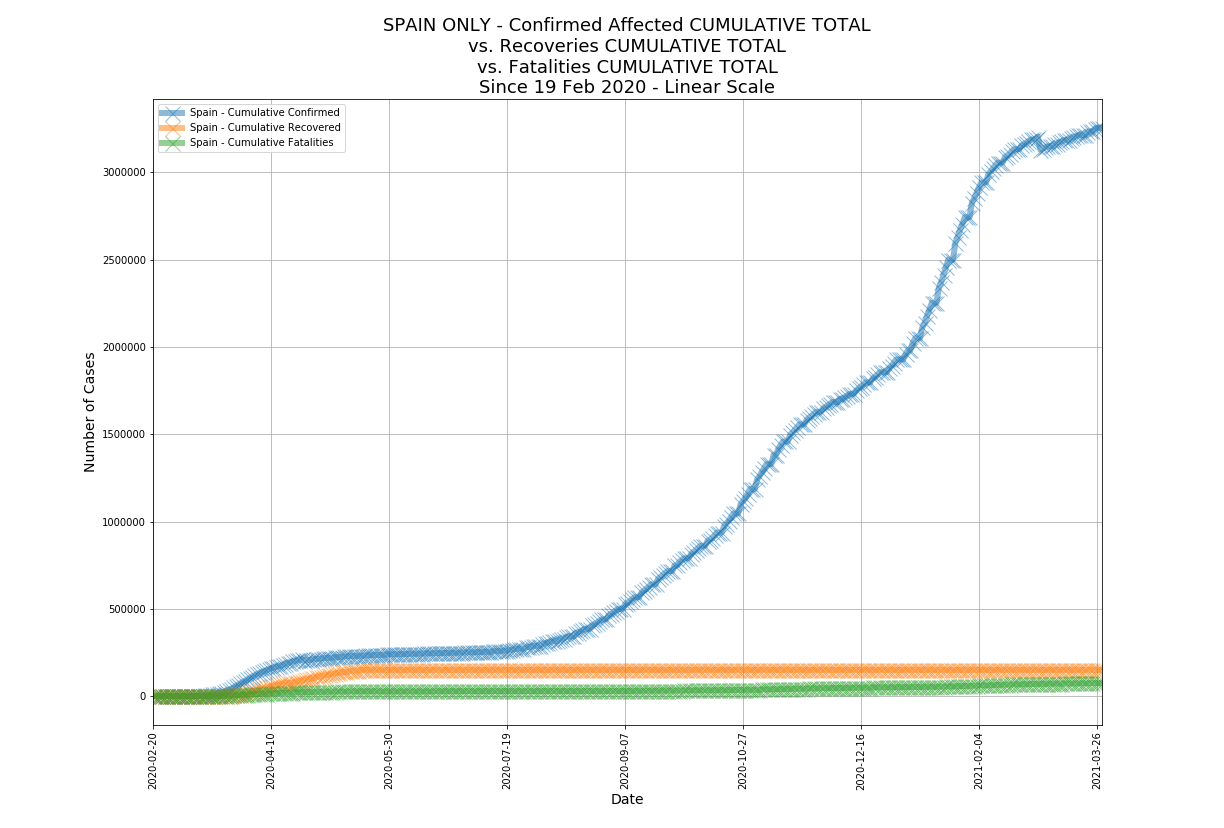 SPAIN ONLY - Confirmed Affected CUMULATIVE TOTAL
vs. Recoveries CUMULATIVE TOTAL
vs. Fatalities CUMULATIVE TOTAL
Since 19 Feb 2020 - Linear Scale
Spain - Cumulative Confirmed
Spain - Cumulative Recovered
Spain - Cumulative Fatalities
Number of Cases
3000000
2500000
2000000
1500000
1000000
500000
0
2020-02-20
2020-04-10
2020-05-30
2020-07-19
2020-09-07
2020-10-27
2020-12-16
2021-02-04
2021-03-26
Date